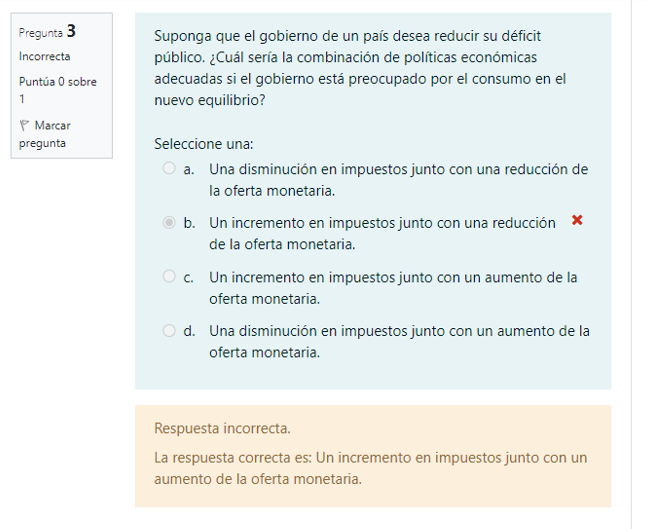 Pregunta 3
Incorrecta
Puntúa 0 sobre
1
Marcar
pregunta
Suponga que el gobierno de un país desea reducir su déficit
público. ¿Cuál sería la combinación de políticas económicas
adecuadas si el gobierno está preocupado por el consumo en el
nuevo equilibrio?
Seleccione una:
a. Una disminución en impuestos junto con una reducción de
la oferta monetaria.
b. Un incremento en impuestos junto con una reducción
de la oferta monetaria.
c. Un incremento en impuestos junto con un aumento de la
oferta monetaria.
d. Una disminución en impuestos junto con un aumento de la
oferta monetaria.
Respuesta incorrecta.
La respuesta correcta es: Un incremento en impuestos junto con un
aumento de la oferta monetaria.